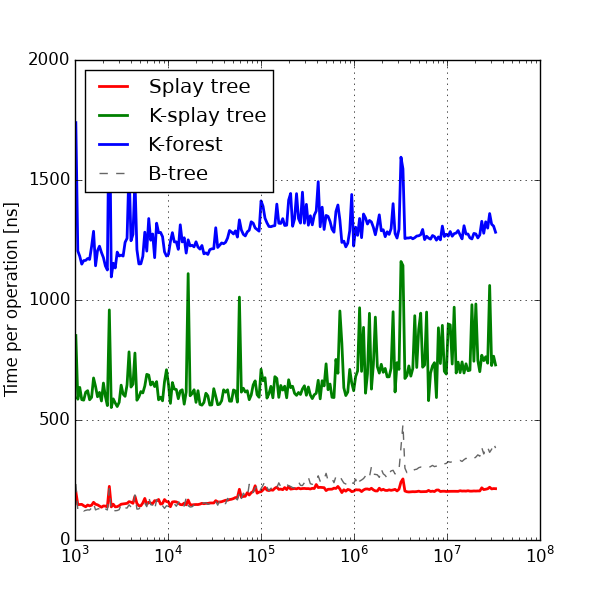 2000
1500
1000
500
0
Time per operation [ns]
Splay tree
K-splay tree
K-forest
B-tree
10³ 10⁴ 10⁵ 10⁶ 10⁷ 10⁸